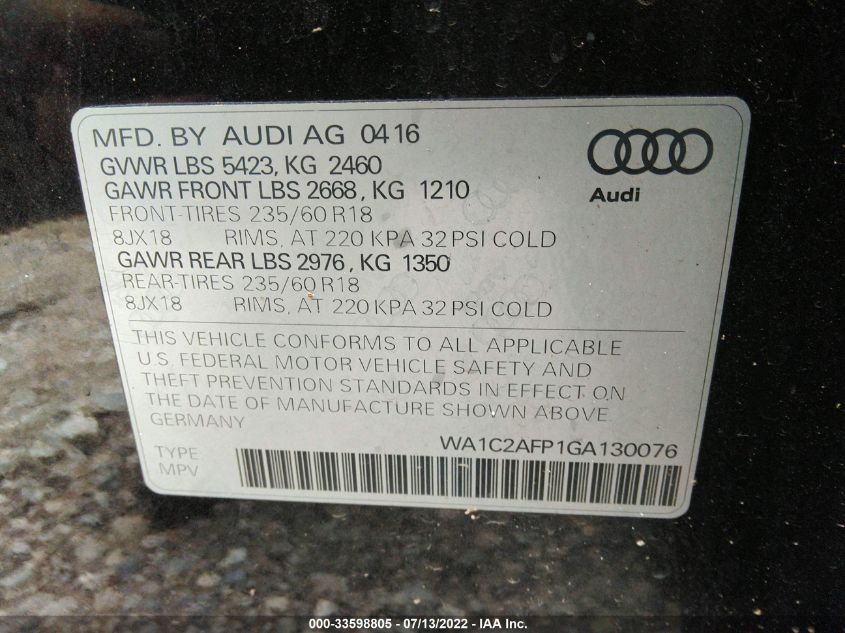 MFD. BY AUDI AG 04 16
GVWR LBS 5423, KG 2460
GAWR FRONT LBS 2668, KG 1210
FRONT-TIRES 235/60 R18
8JX18 RIMS, AT 220 KPA 32 PSI COLD
GAWR REAR LBS 2976, KG 1350
REAR-TIRES 235/60 R18
8JX18 RIMS, AT 220 KPA 32 PSI COLD
Audi
THIS VEHICLE CONFORMS TO ALL APPLICABLE
U.S. FEDERAL MOTOR VEHICLE SAFETY AND
THEFT PREVENTION STANDARDS IN EFFECT ON
THE DATE OF MANUFACTURE SHOWN ABOVE
GERMANY
WA1C2AFP1GA130076
TYPE
MPV
000-33598805 - 07/13/2022 - IAA Inc.